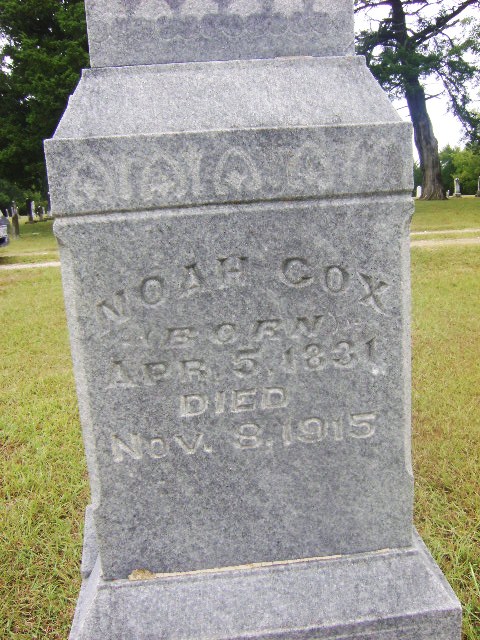 NOAH COX
BORN
APR. 5, 1831
DIED
NOV. 8, 1915